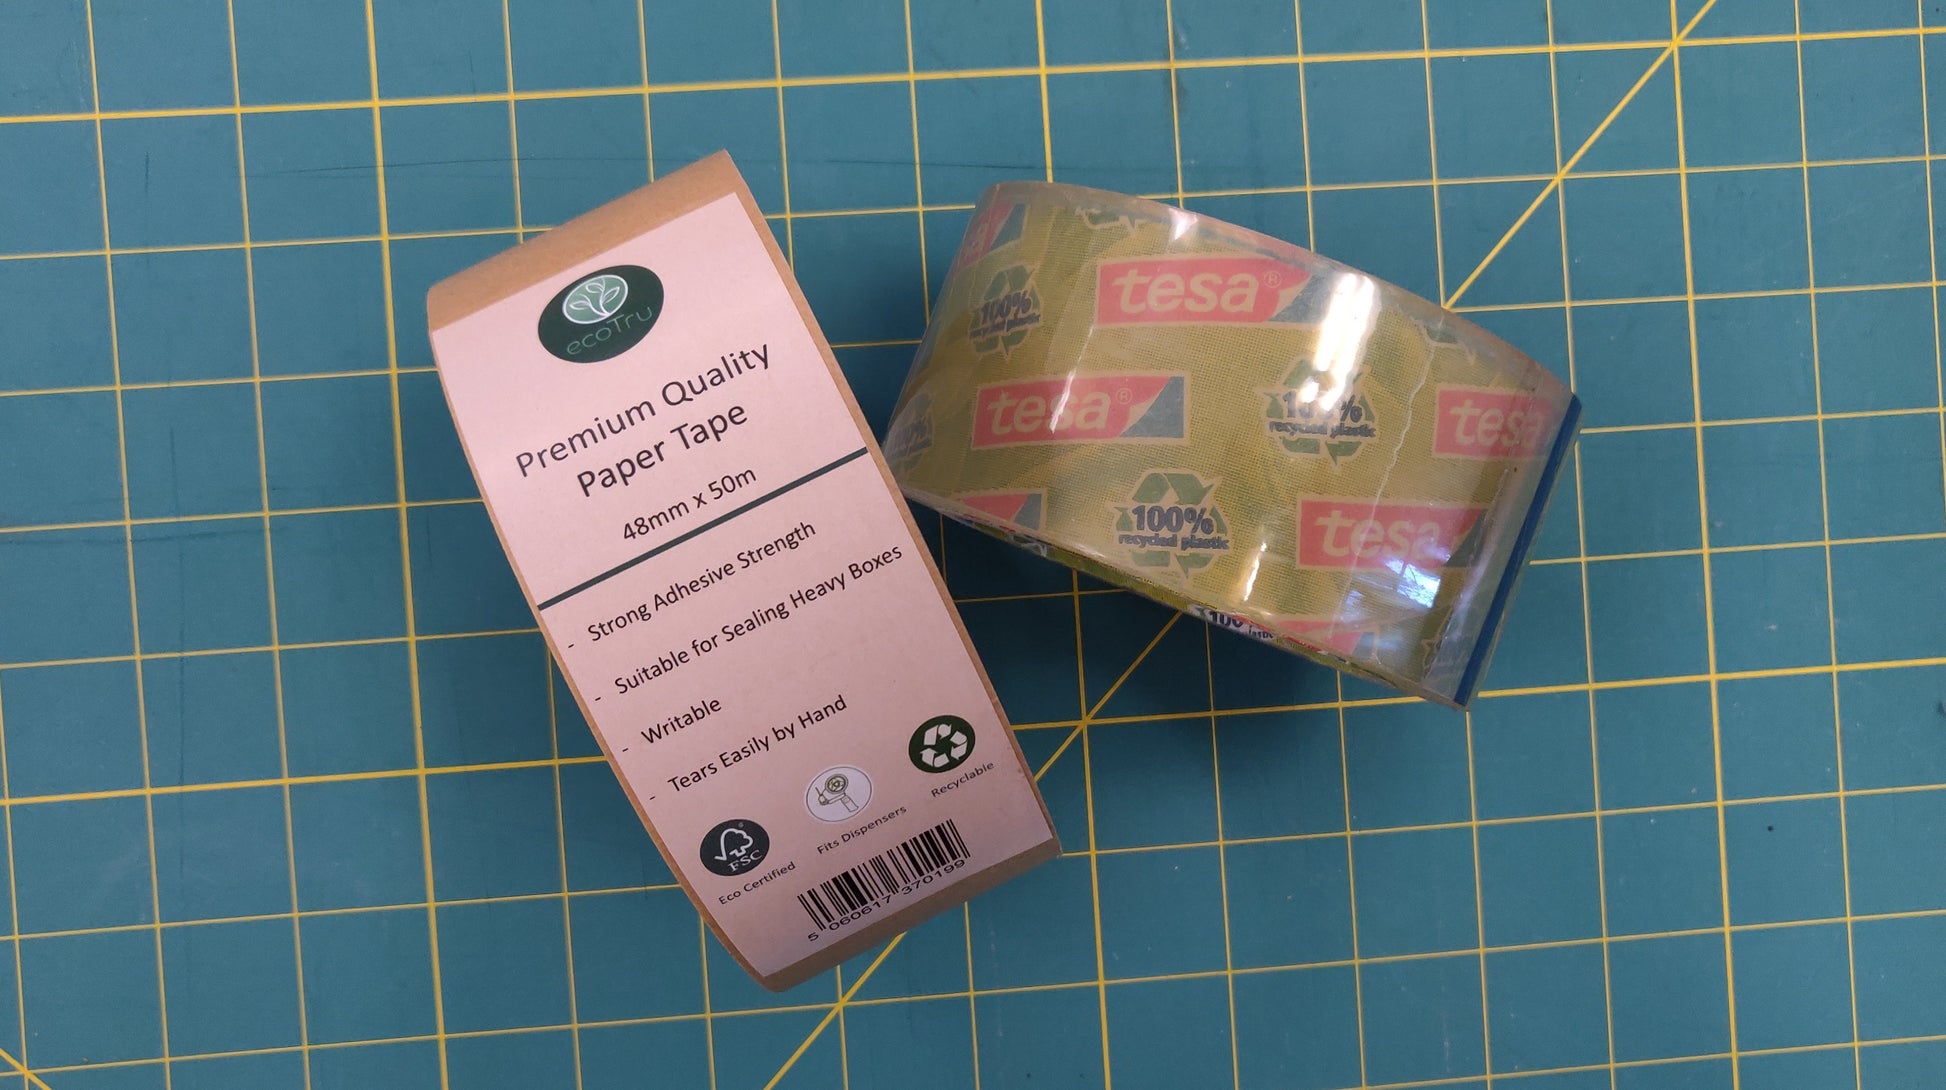 ecoTru
Premium Quality
Paper Tape
48mm x 50m
- Strong Adhesive Strength
- Suitable for Sealing Heavy Boxes
- Writable
- Tears Easily by Hand
FSC
®
Eco Certified
Fits Dispensers
Recyclable
5 060617 370199
tesa®
100%
recycled plastic
tesa®
100%
recycled plastic
tesa
100%
recycled plastic
tesa
100